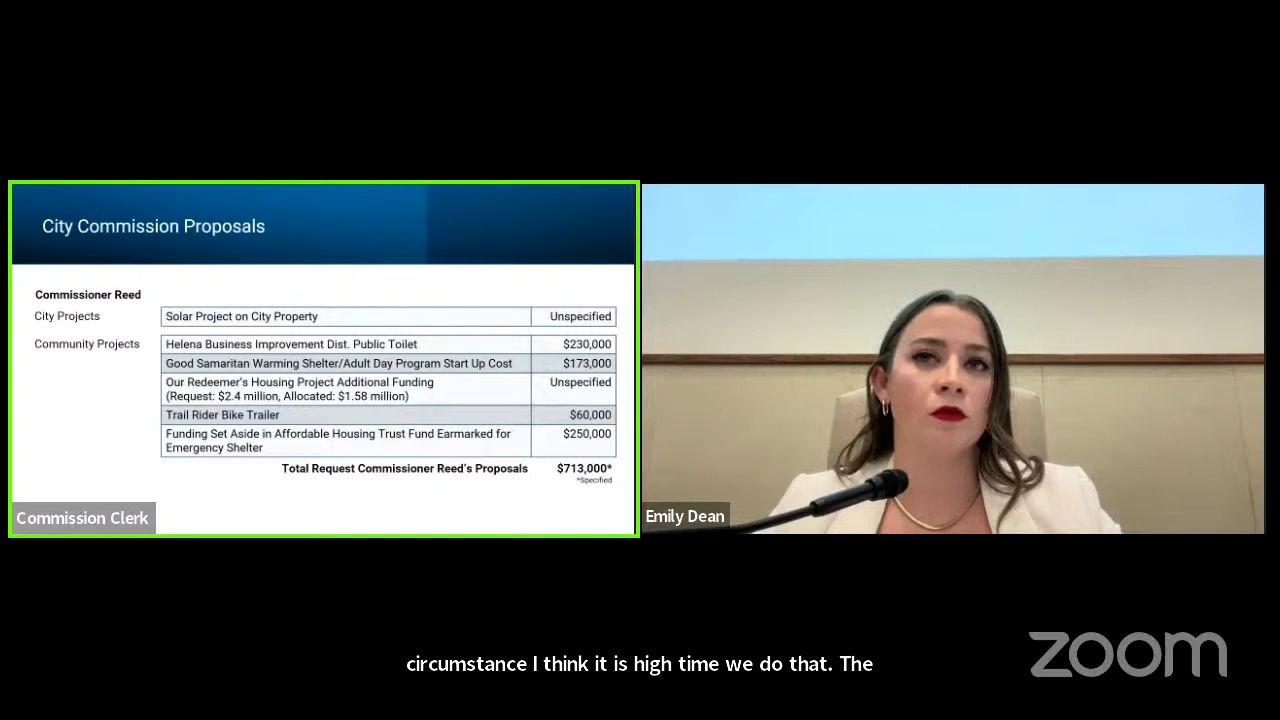 City Commission Proposals
Commissioner Reed
City Projects
Solar Project on City Property Unspecified
Community Projects
Helena Business Improvement Dist. Public Toilet $230,000
Good Samaritan Warming Shelter/Adult Day Program Start Up Cost $173,000
Our Redeemer's Housing Project Additional Funding Unspecified
(Request: $2.4 million, Allocated: $1.58 million)
Trail Rider Bike Trailer $60,000
Funding Set Aside in Affordable Housing Trust Fund Earmarked for $250,000
Emergency Shelter
Total Request Commissioner Reed's Proposals $713,000*
*Specified
Commission Clerk
Emily Dean
circumstance I think it is high time we do that. The
zoom